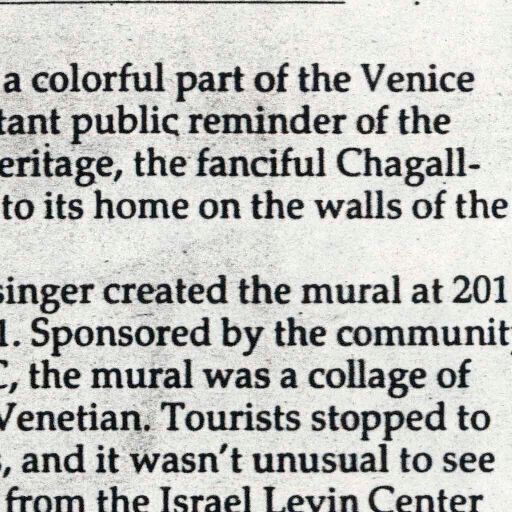 a colorful part of the Venice
tant public reminder of the
eritage, the fanciful Chagall-
to its home on the walls of the
singer created the mural at 201
1. Sponsored by the communit
C, the mural was a collage of
Venetian. Tourists stopped to
s, and it wasn't unusual to see
from the Israel Levin Center